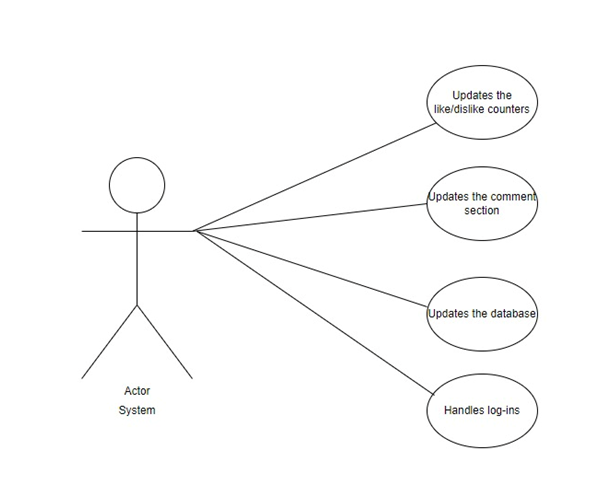 Updates the
like/dislike counters
Updates the comment
section
Updates the database
Handles log-ins
Actor
System